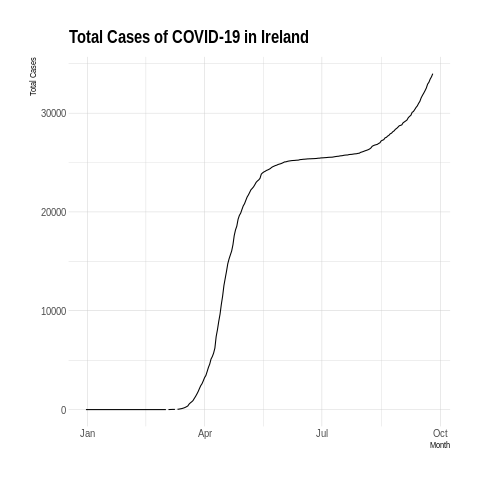 Total Cases of COVID-19 in Ireland
Total Cases
30000
20000
10000
0
Jan Apr Jul Oct
Month